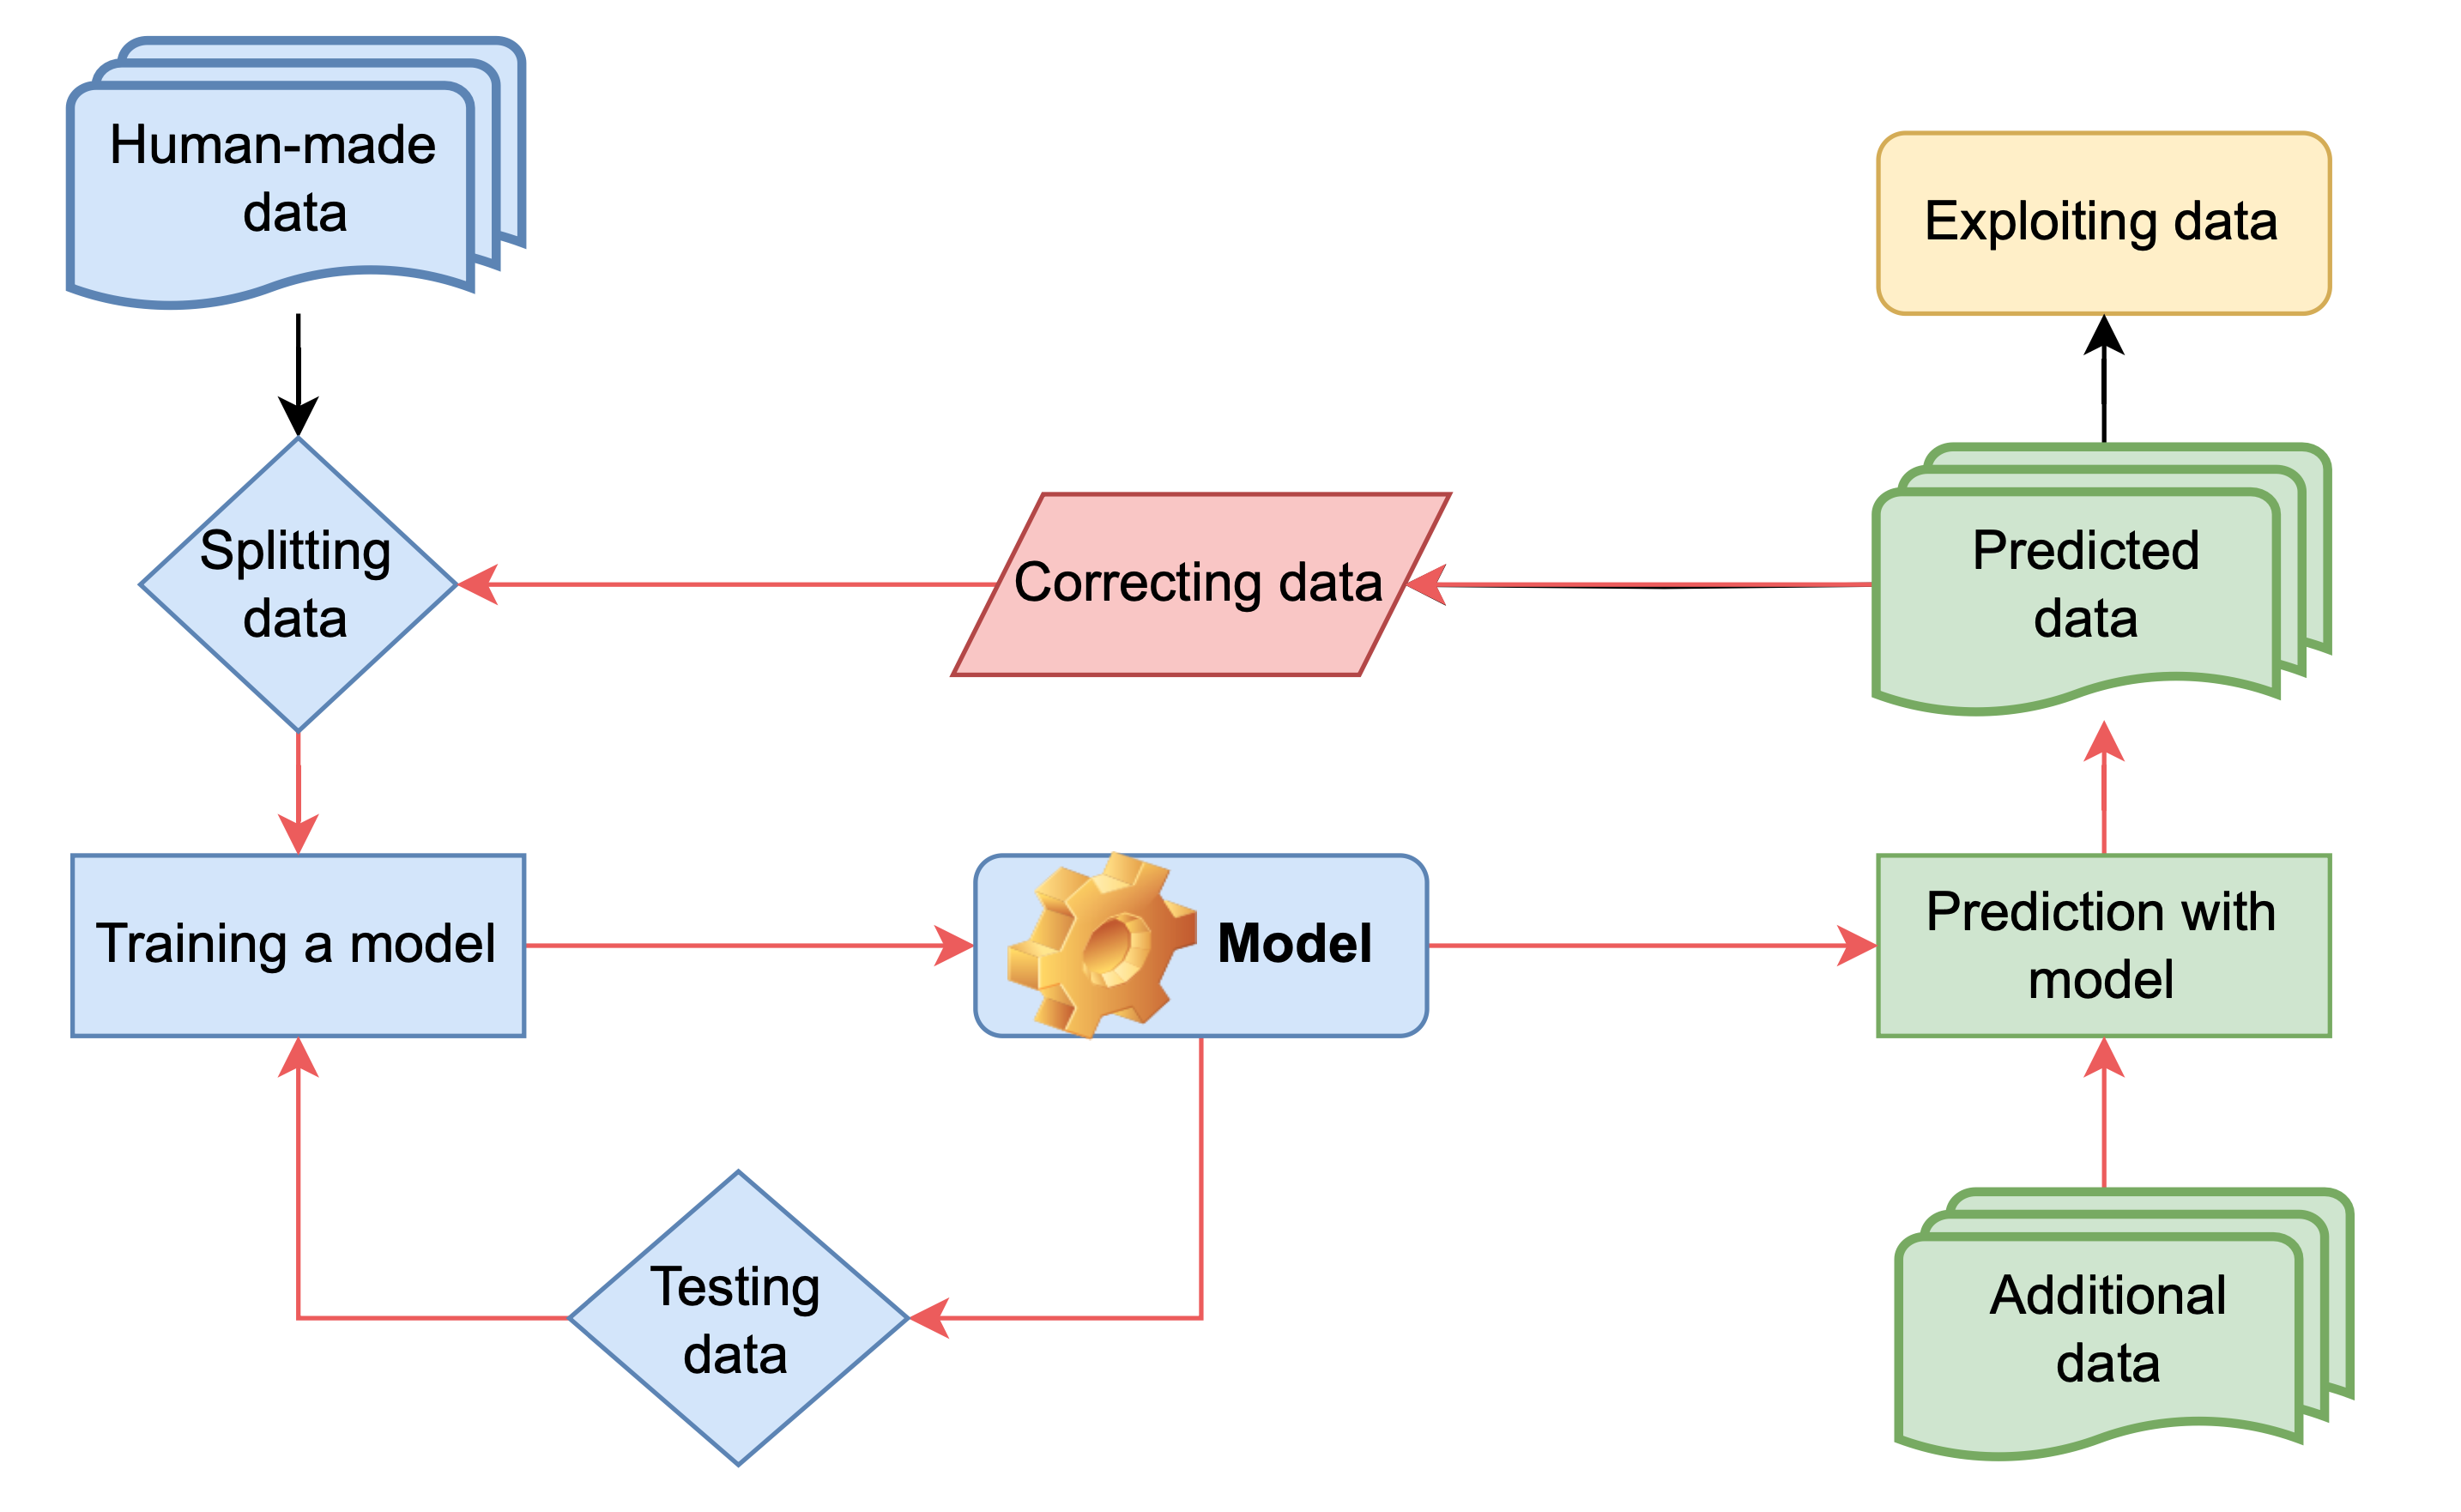 Human-made
data
Exploiting data
Splitting
data
Correcting data
Predicted
data
Training a model
Model
Prediction with
model
Testing
data
Additional
data